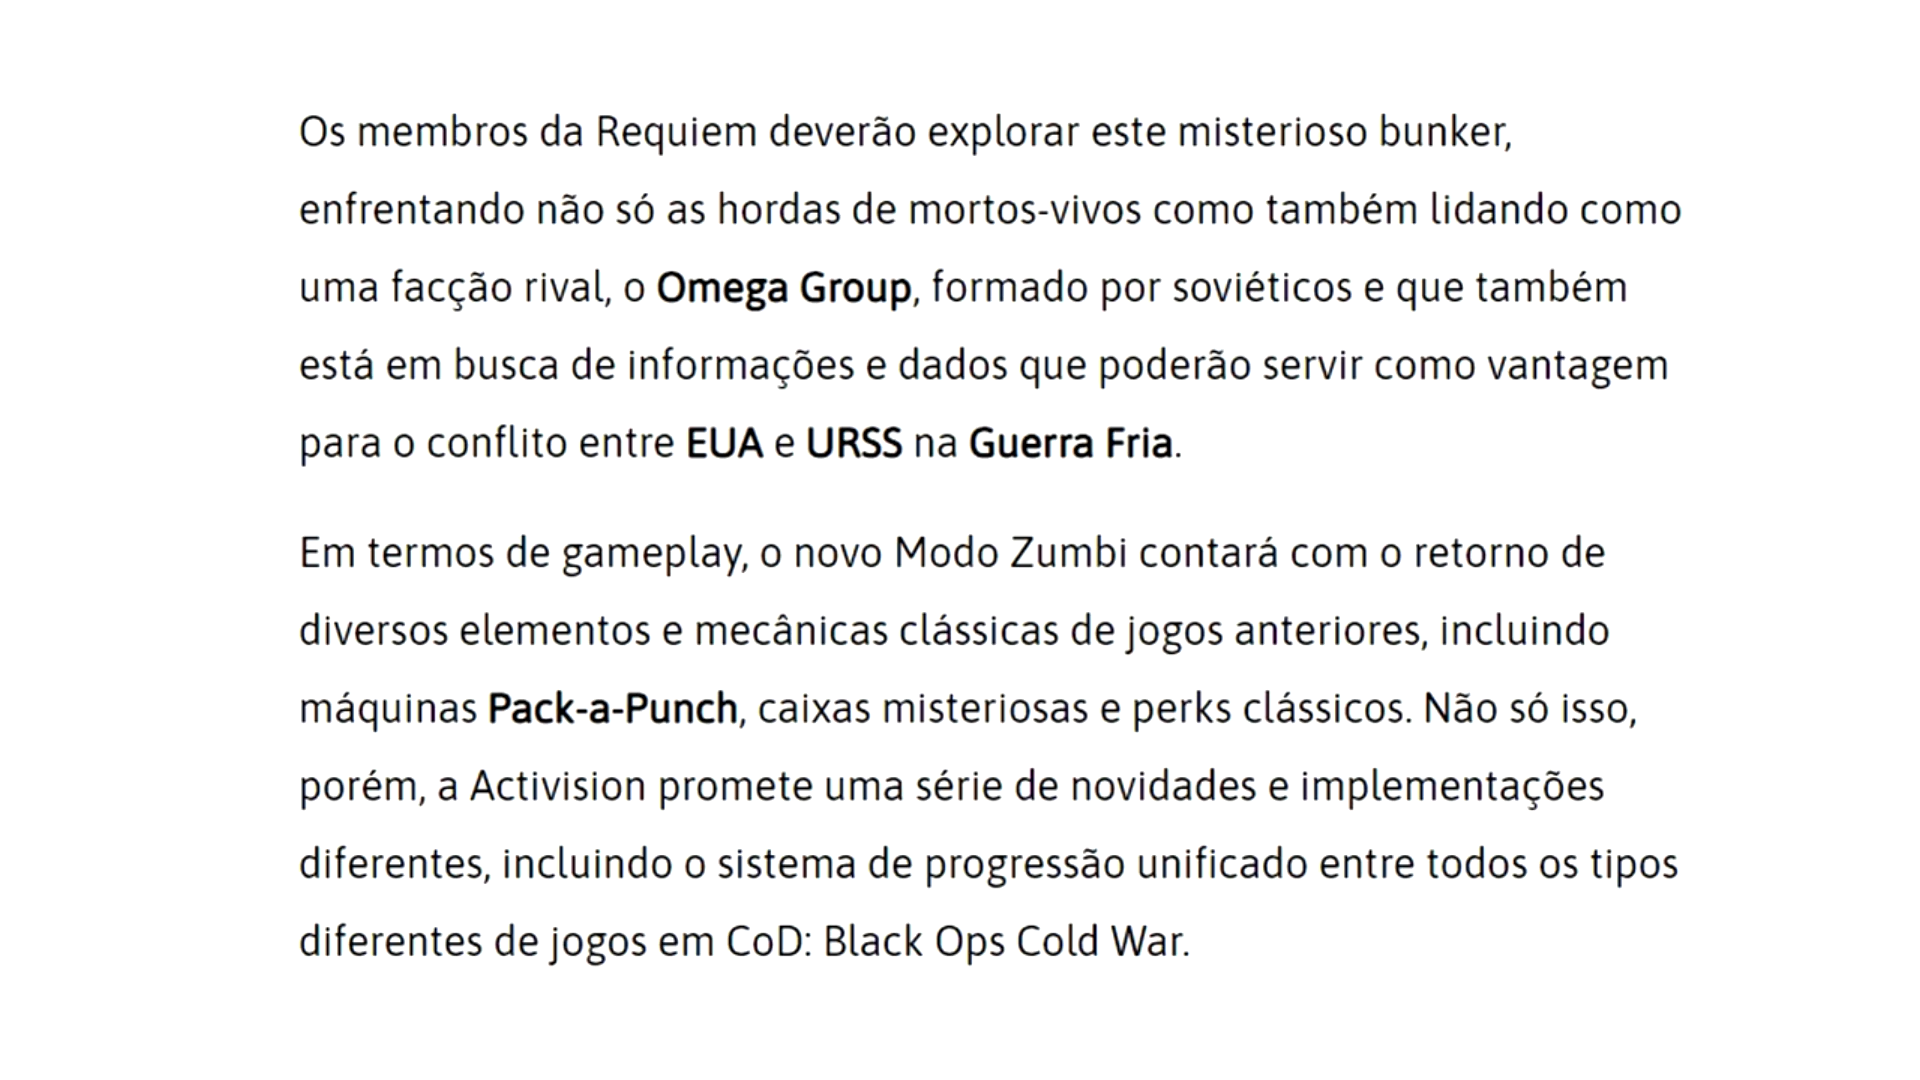 Os membros da Requiem deverão explorar este misterioso bunker,
enfrentando não só as hordas de mortos-vivos como também lidando como
uma facção rival, o Omega Group, formado por soviéticos e que também
está em busca de informações e dados que poderão servir como vantagem
para o conflito entre EUA e URSS na Guerra Fria.
Em termos de gameplay, o novo Modo Zumbi contará com o retorno de
diversos elementos e mecânicas clássicas de jogos anteriores, incluindo
máquinas Pack-a-Punch, caixas misteriosas e perks clássicos. Não só isso,
porém, a Activision promete uma série de novidades e implementações
diferentes, incluindo o sistema de progressão unificado entre todos os tipos
diferentes de jogos em CoD: Black Ops Cold War.